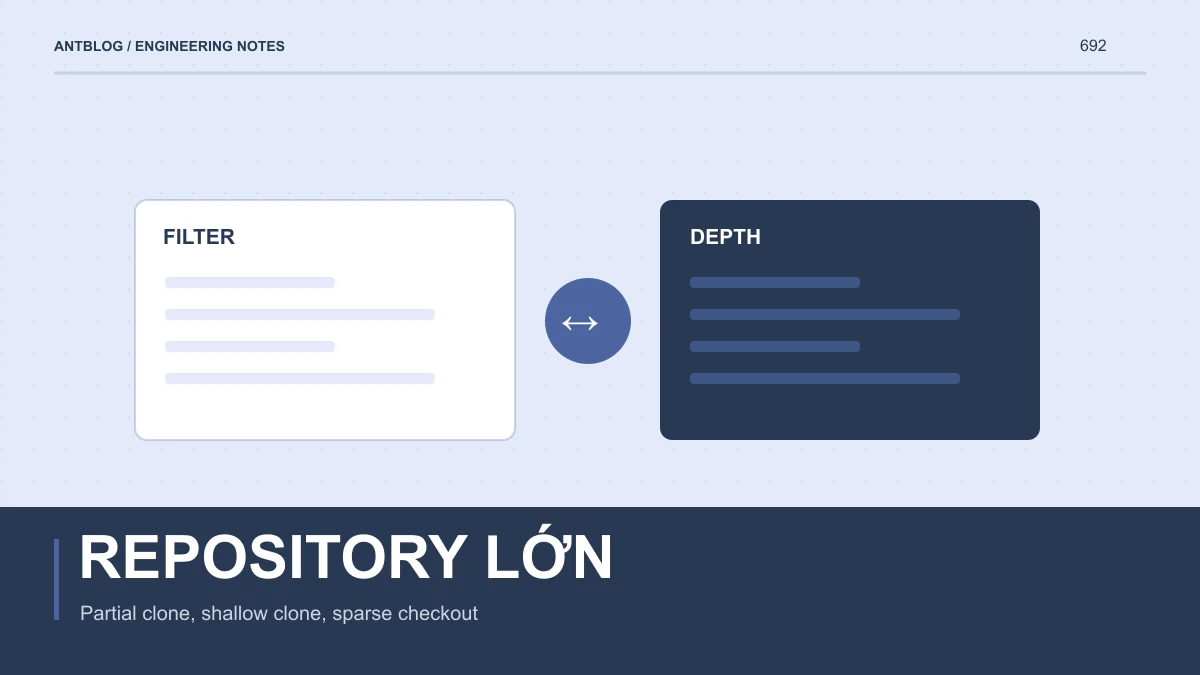 ANTBLOG / ENGINEERING NOTES
692
FILTER
DEPTH
↔
REPOSITORY LỚN
Partial clone, shallow clone, sparse checkout